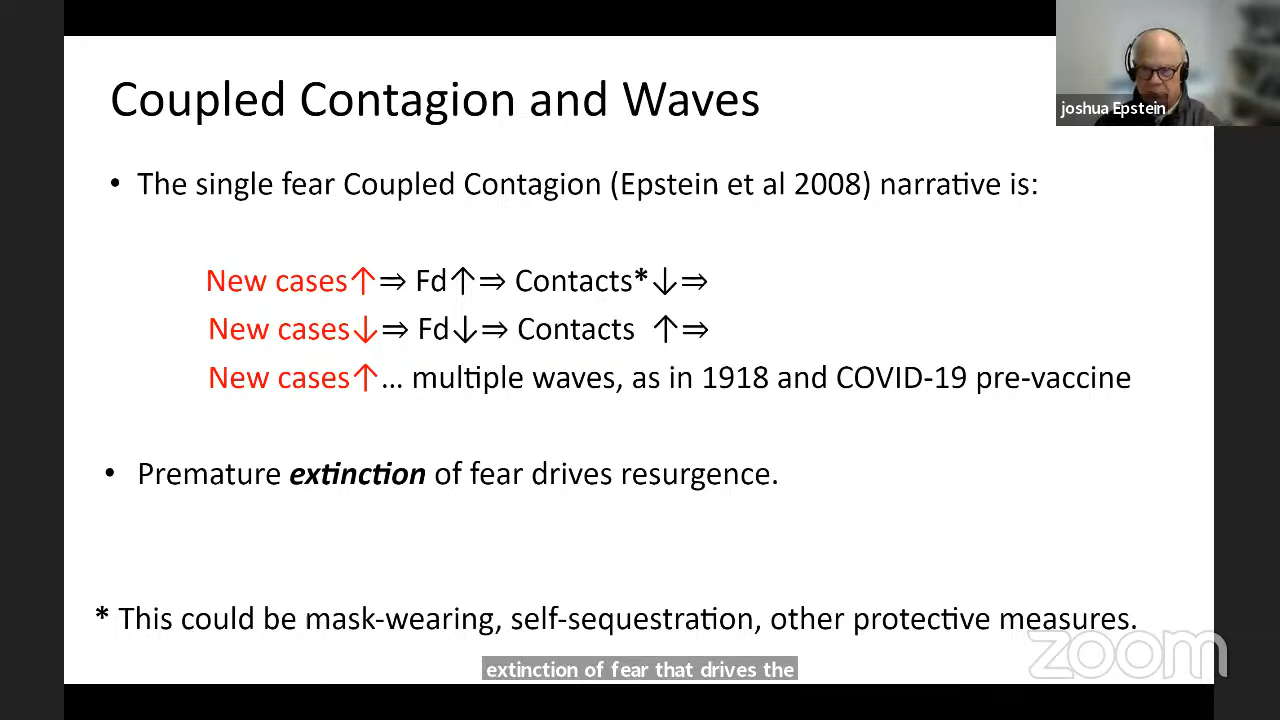 Coupled Contagion and Waves
joshua Epstein
• The single fear Coupled Contagion (Epstein et al 2008) narrative is:
New cases↑⇒ Fd↑⇒ Contacts*↓⇒
New cases↓⇒ Fd↓⇒ Contacts ↑⇒
New cases↑... multiple waves, as in 1918 and COVID-19 pre-vaccine
• Premature extinction of fear drives resurgence.
* This could be mask-wearing, self-sequestration, other protective measures.
zoom
extinction of fear that drives the